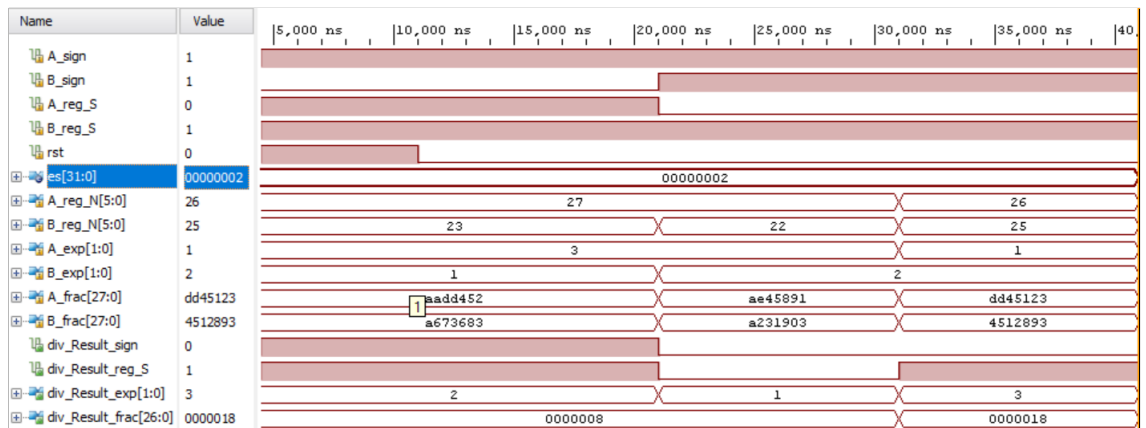 Name Value 5,000 ns 10,000 ns 15,000 ns 20,000 ns 25,000 ns 30,000 ns 35,000 ns 40,
A_sign 1
B_sign 1
A_reg_S 0
B_reg_S 1
rst 0
es[31:0] 00000002 00000002
A_reg_N[5:0] 26 27 26
B_reg_N[5:0] 25 23 22 25
A_exp[1:0] 1 3 1
B_exp[1:0] 2 1 2
A_frac[27:0] dd45123 1 aadd452 ae45891 dd45123
B_frac[27:0] 4512893 a673683 a231903 4512893
div_Result_sign 0
div_Result_reg_S 1
div_Result_exp[1:0] 3 2 1 3
div_Result_frac[26:0] 0000018 0000008 0000018